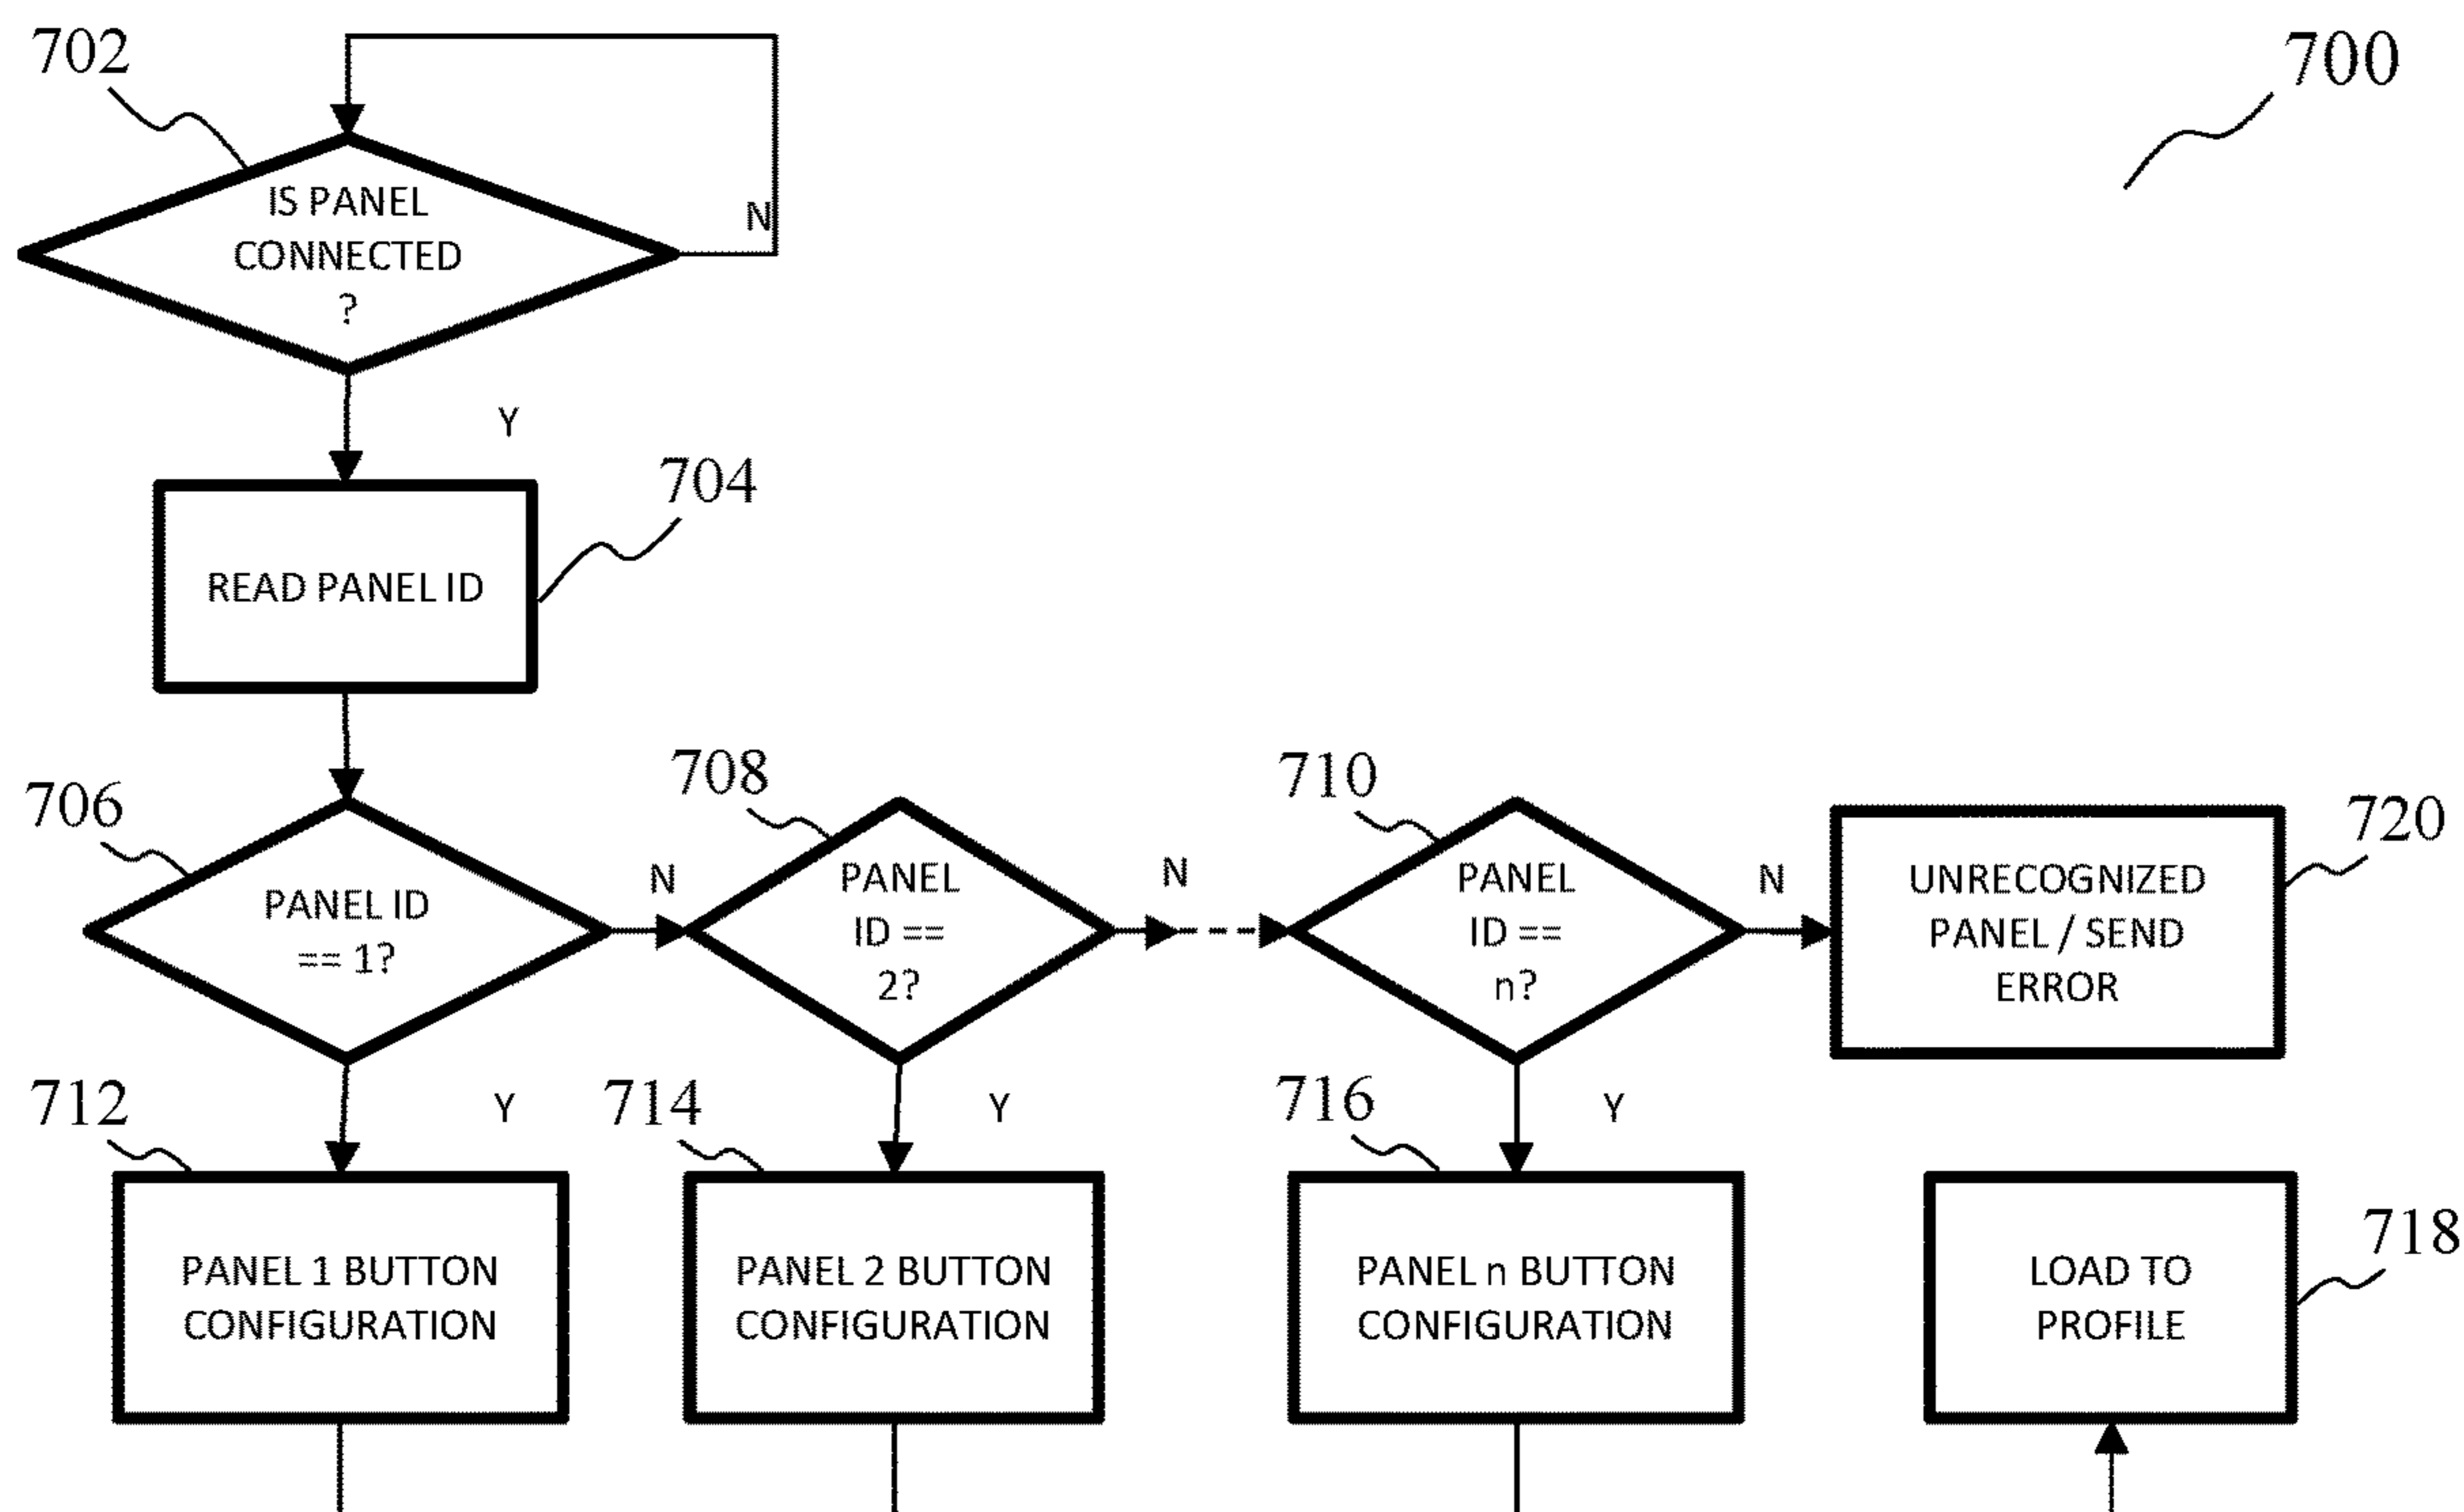 702
700
IS PANEL
CONNECTED
?
N
Y
704
READ PANEL ID
706
708
710
720
PANEL ID
== 1?
N
PANEL
ID ==
2?
N
PANEL
ID ==
n?
N
UNRECOGNIZED
PANEL / SEND
ERROR
712
Y
714
Y
716
Y
718
PANEL 1 BUTTON
CONFIGURATION
PANEL 2 BUTTON
CONFIGURATION
PANEL n BUTTON
CONFIGURATION
LOAD TO
PROFILE